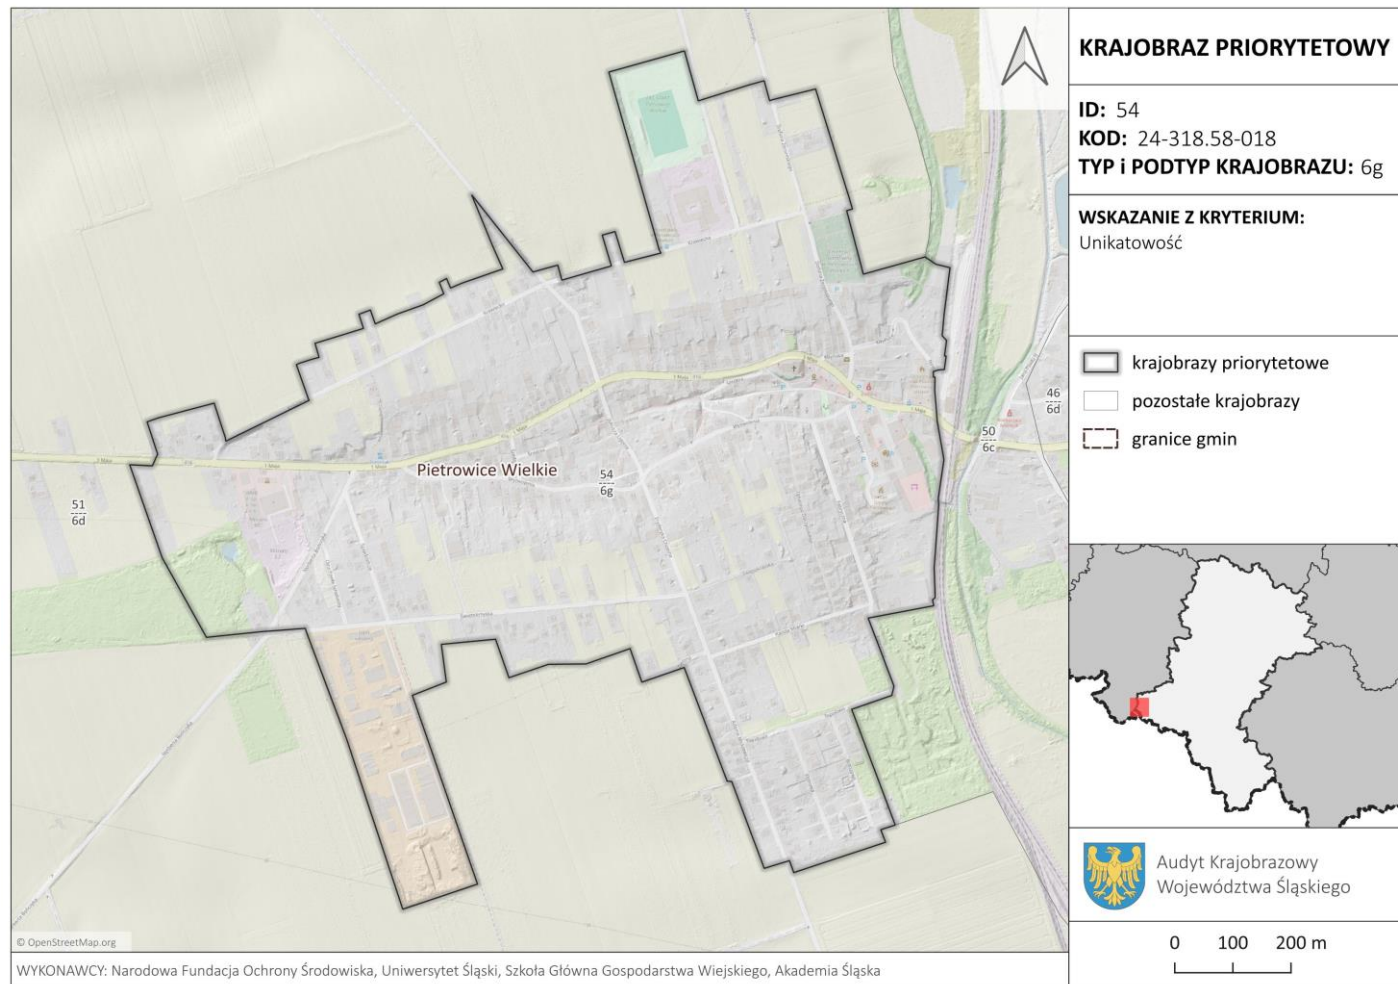 KRAJOBRAZ PRIORYTETOWY
ID: 54
KOD: 24-318.58-018
TYP i PODTYP KRAJOBRAZU: 6g
WSKAZANIE Z KRYTERIUM:
Unikatowość
krajobrazy priorytetowe
pozostałe krajobrazy
granice gmin
Pietrowice Wielkie
54
6g
51
6d
50
6c
46
6d
Audyt Krajobrazowy
Województwa Śląskiego
0 100 200 m
© OpenStreetMap.org
WYKONAWCY: Narodowa Fundacja Ochrony Środowiska, Uniwersytet Śląski, Szkoła Główna Gospodarstwa Wiejskiego, Akademia Śląska